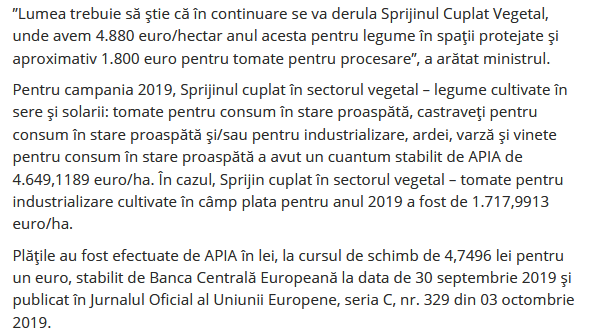 ”Lumea trebuie să știe că în continuare se va derula Sprijinul Cuplat Vegetal,
unde avem 4.880 euro/hectar anul acesta pentru legume în spații protejate și
aproximativ 1.800 euro pentru tomate pentru procesare”, a arătat ministrul.
Pentru campania 2019, Sprijinul cuplat în sectorul vegetal – legume cultivate în
sere și solarii: tomate pentru consum în stare proaspătă, castraveți pentru
consum în stare proaspătă și/sau pentru industrializare, ardei, varză și vinete
pentru consum în stare proaspătă a avut un cuantum stabilit de APIA de
4.649,1189 euro/ha. În cazul, Sprijin cuplat în sectorul vegetal – tomate pentru
industrializare cultivate în câmp plata pentru anul 2019 a fost de 1.717,9913
euro/ha.
Plățile au fost efectuate de APIA în lei, la cursul de schimb de 4,7496 lei pentru
un euro, stabilit de Banca Centrală Europeană la data de 30 septembrie 2019 și
publicat în Jurnalul Oficial al Uniunii Europene, seria C, nr. 329 din 03 octombrie
2019.